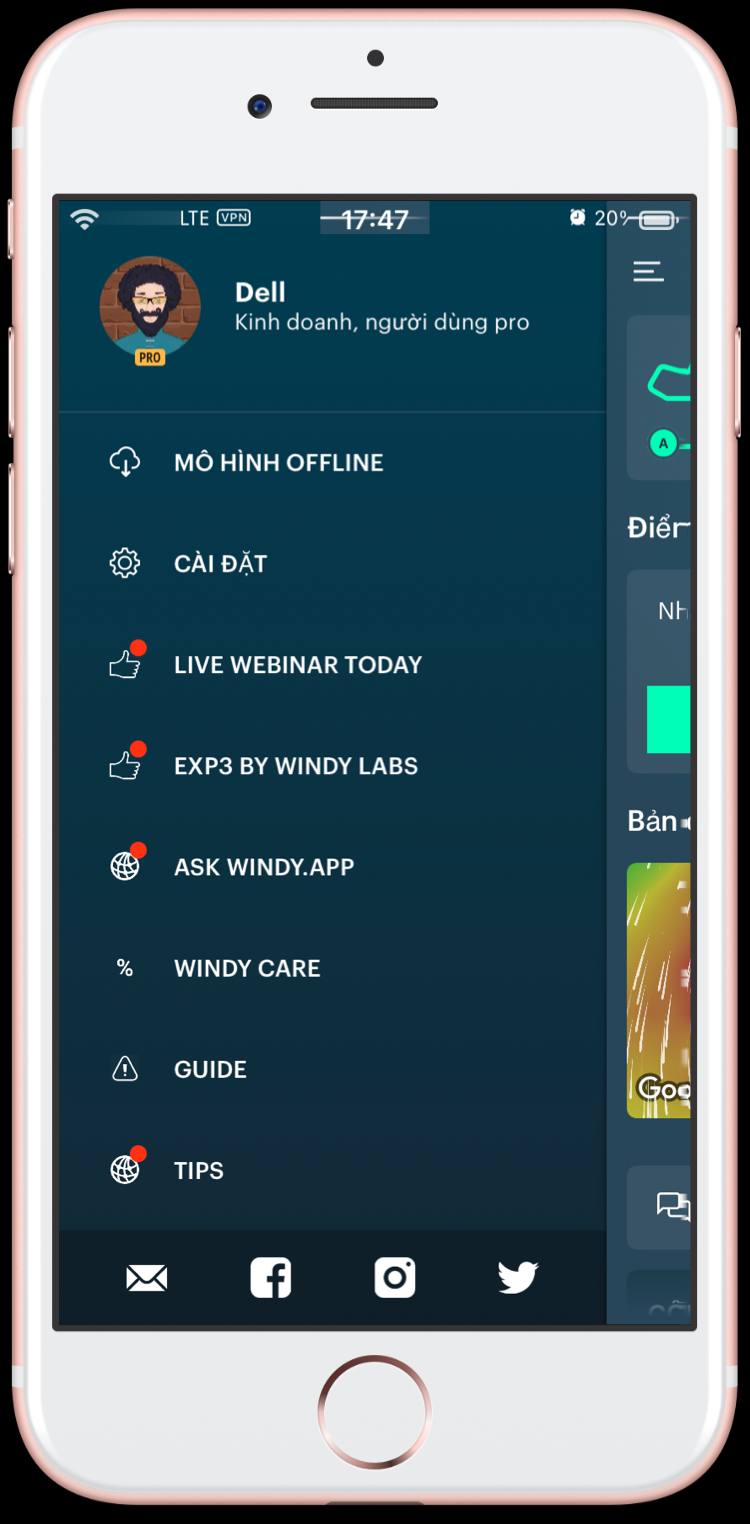 LTE VPN 17:47 20%
Dell
Kinh doanh, người dùng pro
PRO
MÔ HÌNH OFFLINE
CÀI ĐẶT
LIVE WEBINAR TODAY
EXP3 BY WINDY LABS
ASK WINDY.APP
%
WINDY CARE
GUIDE
TIPS
A
Nh
Bản
Goo